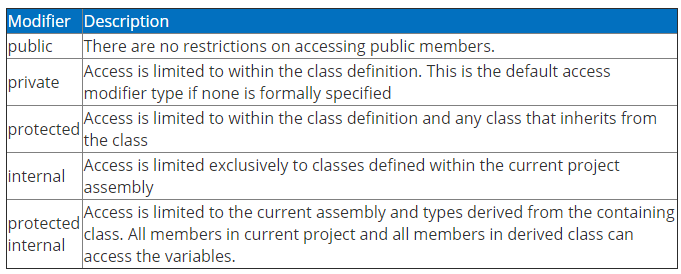 Modifier Description
public There are no restrictions on accessing public members.
private Access is limited to within the class definition. This is the default access
modifier type if none is formally specified
protected Access is limited to within the class definition and any class that inherits from
the class
internal Access is limited exclusively to classes defined within the current project
assembly
protected internal Access is limited to the current assembly and types derived from the containing
class. All members in current project and all members in derived class can
access the variables.